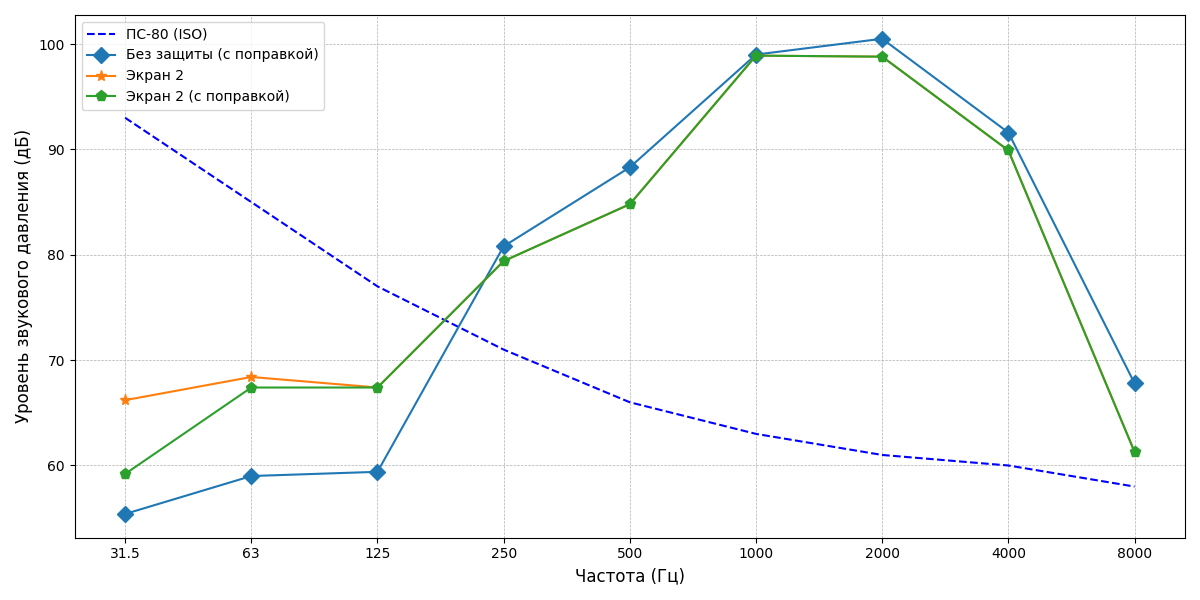 ПС-80 (ISO)
Без защиты (с поправкой)
Экран 2
Экран 2 (с поправкой)
Уровень звукового давления (дБ)
100
90
80
70
60
31.5 63 125 250 500 1000 2000 4000 8000
Частота (Гц)